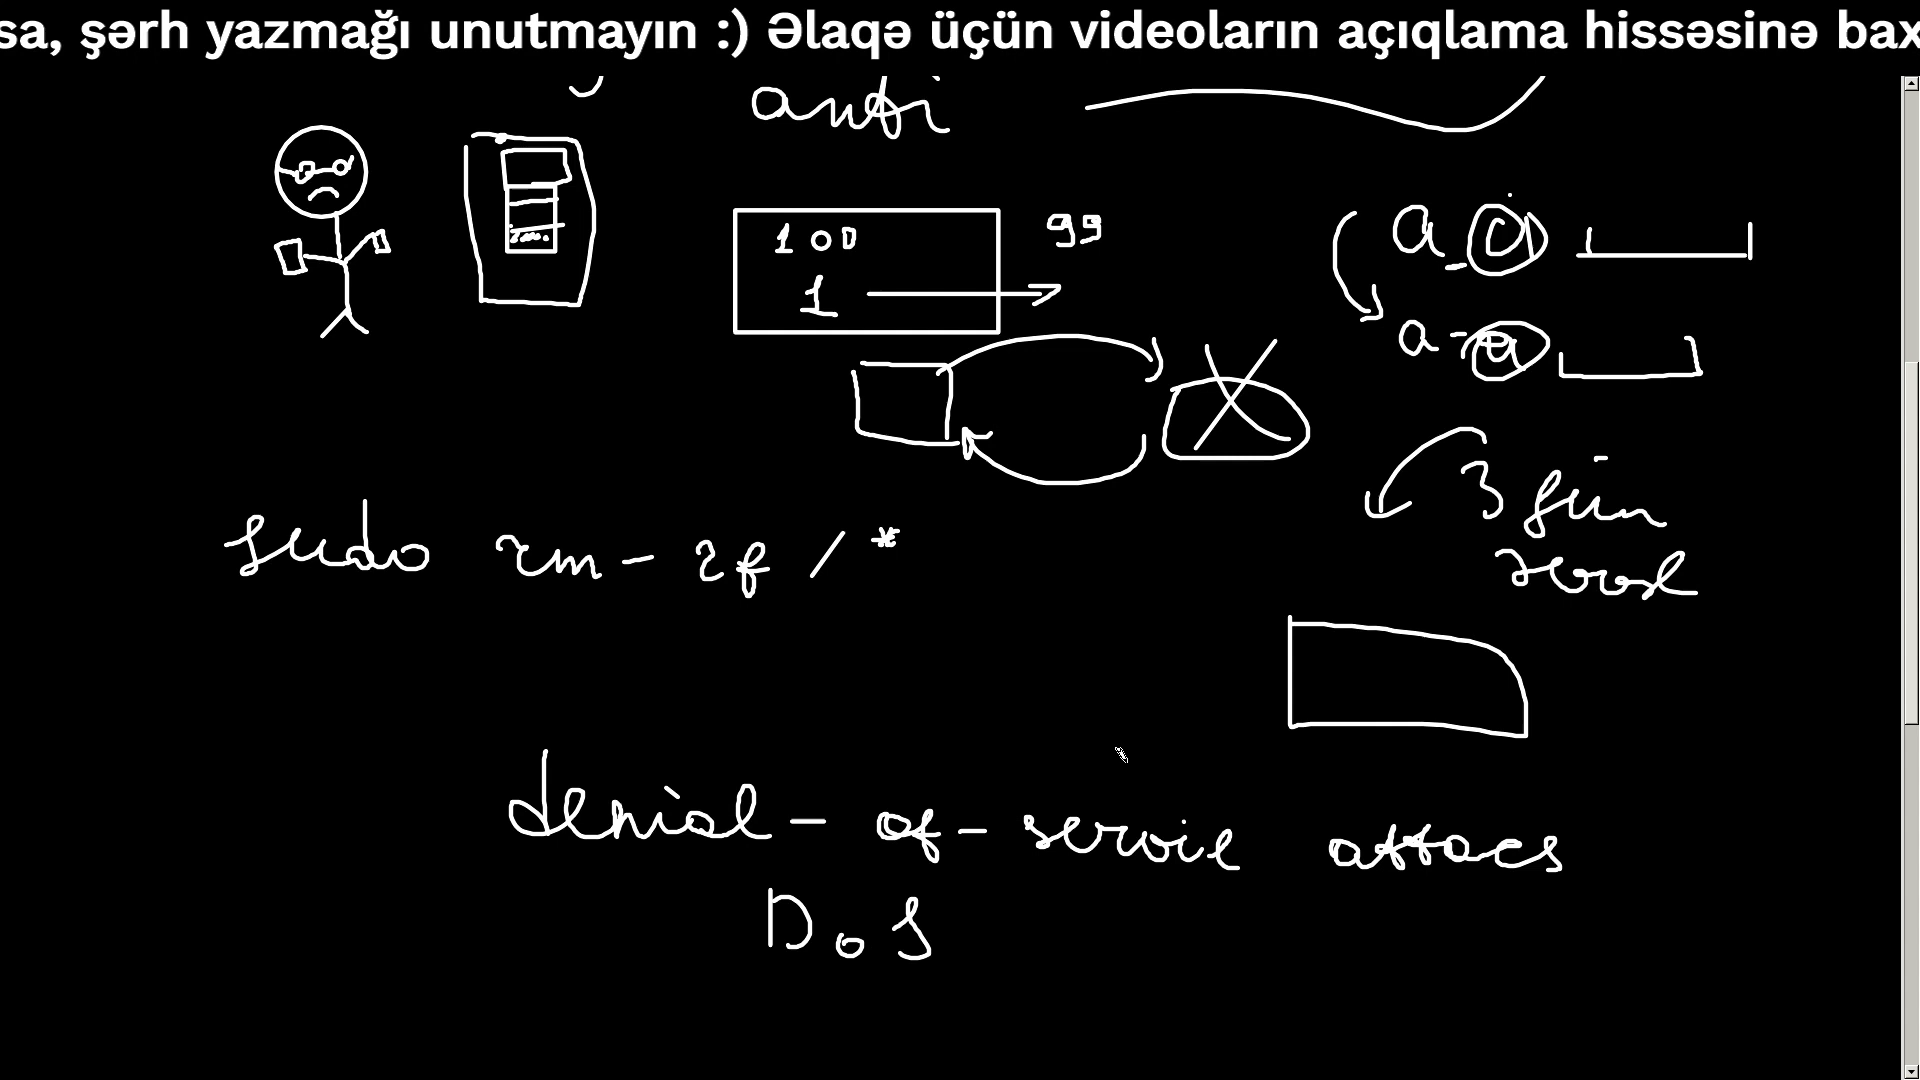 sa, şərh yazmağı unutmayın :) Əlaqə üçün videoların açıqlama hissəsinə bax
anti
100
99
1
a
a
3 gün
sudo rm - rf / *
denial - of - service attacs
DoS